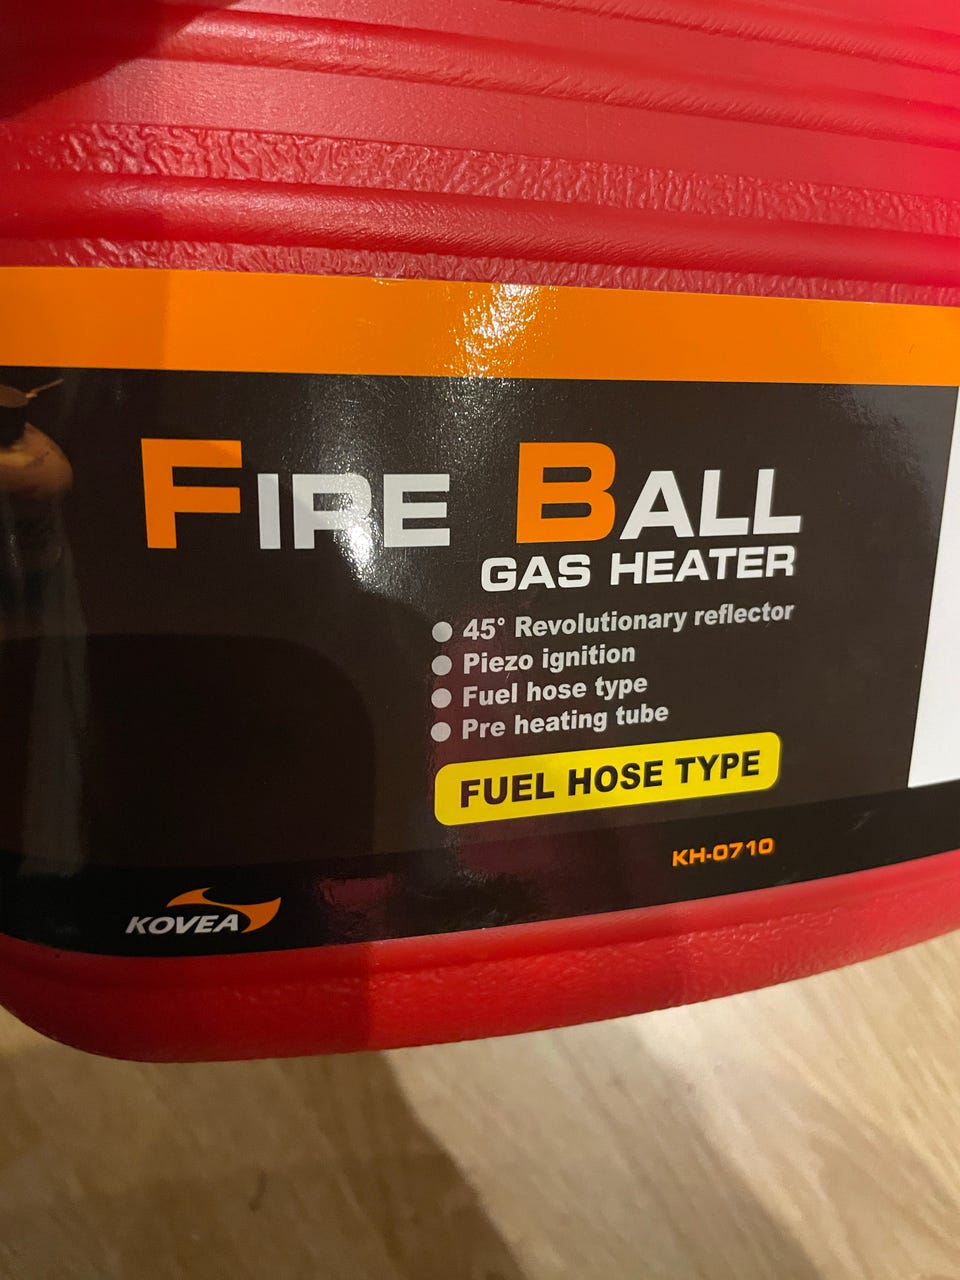 FIRE BALL
GAS HEATER
45° Revolutionary reflector
Piezo ignition
Fuel hose type
Pre heating tube
FUEL HOSE TYPE
KH-0710
KOVEA